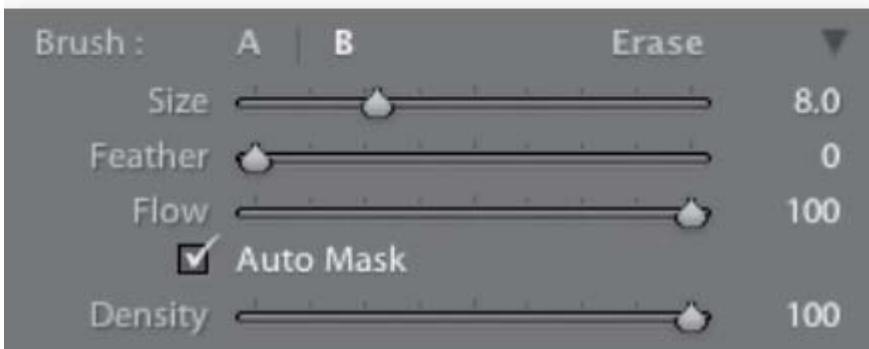 Brush : A | B Erase
Size 8.0
Feather 0
Flow 100
Auto Mask
Density 100